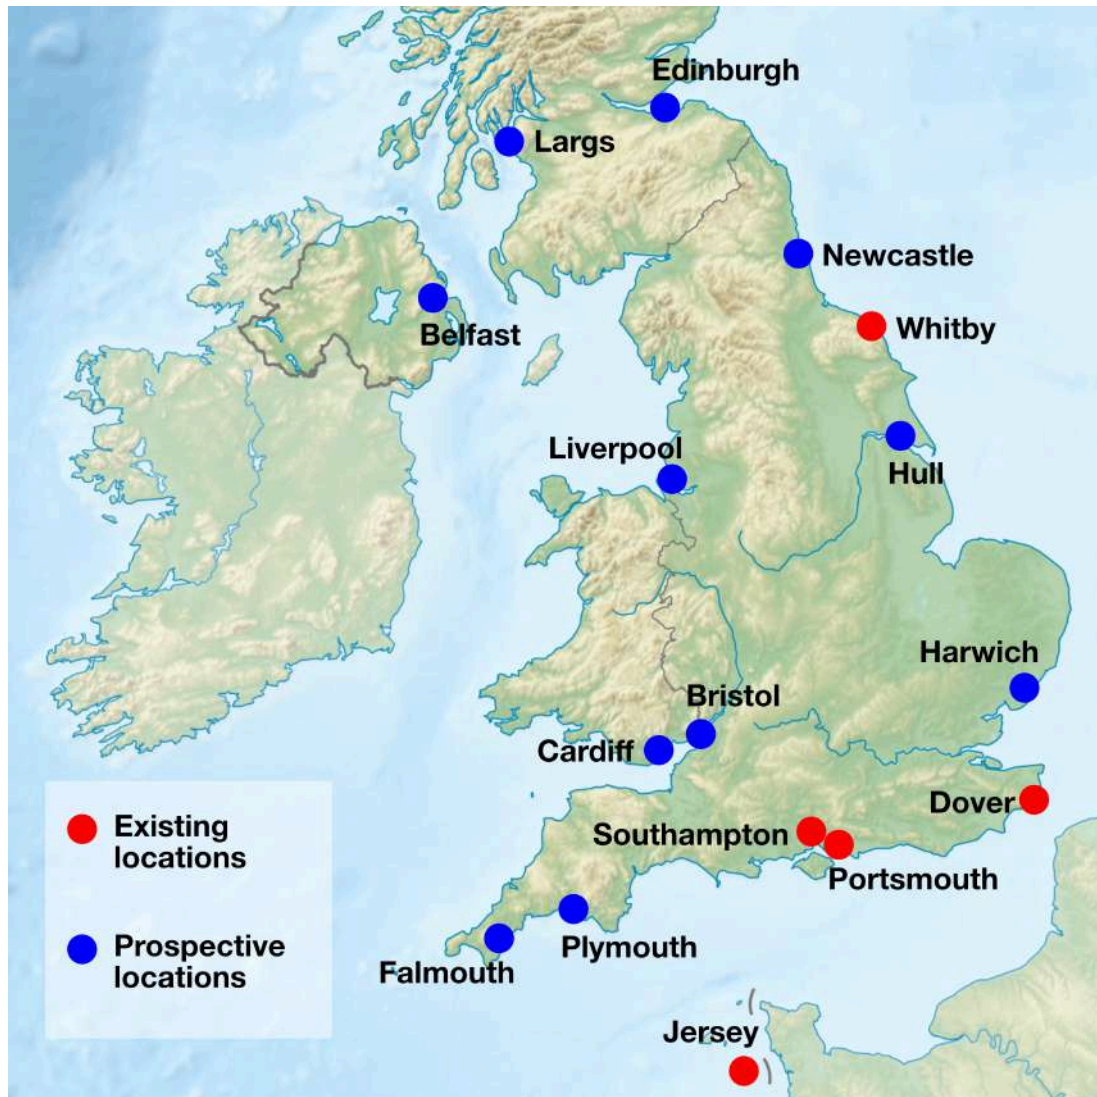 Edinburgh
Largs
Newcastle
Belfast
Whitby
Liverpool
Hull
Harwich
Bristol
Cardiff
Dover
Southampton
Portsmouth
Plymouth
Falmouth
Jersey
Existing
locations
Prospective
locations